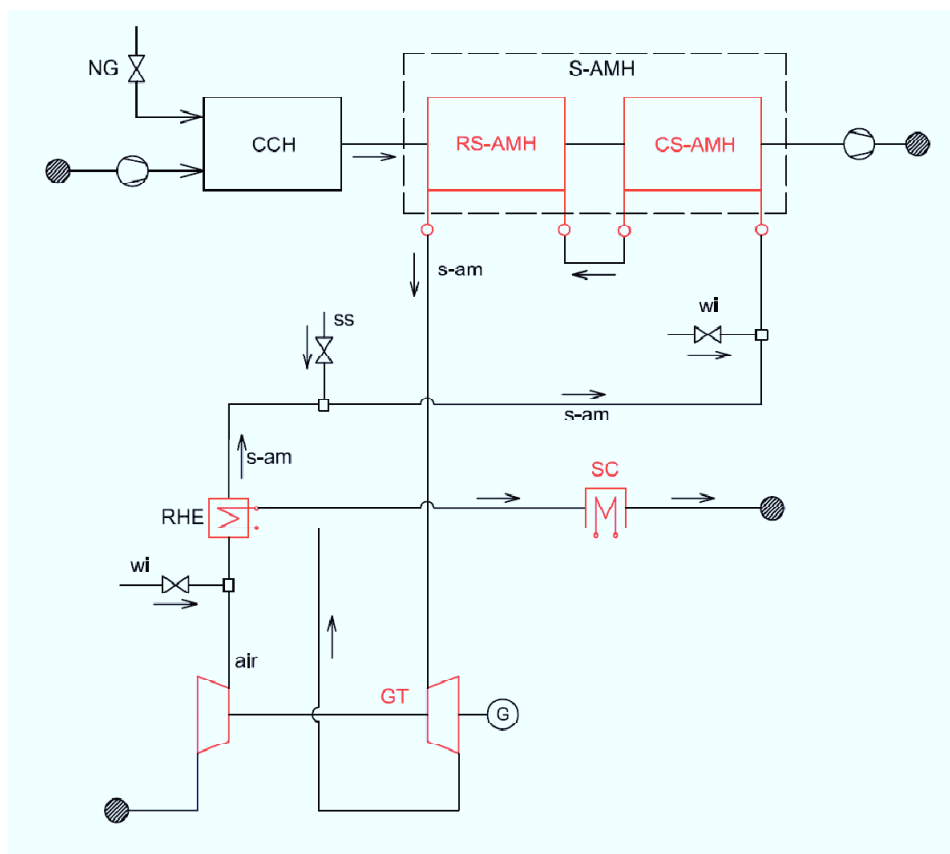 S-AMH
NG
CCH
RS-AMH
CS-AMH
s-am
wi
ss
s-am
s-am
SC
RHE
wi
air
GT
G